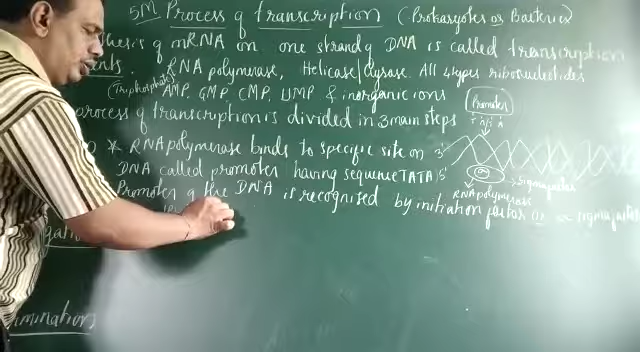 5M Process of transcription (Prokaryotes or Bacteria)
thesis of mRNA on one strand of DNA is called transcription
ents. RNA polymerase, Helicase/Gyrase. All 4 types ribonucleotides
(Triphosphate) AMP, GMP CMP, UMP & inorganic ions
process of transcription is divided in 3 main steps
Promoter
* RNA polymerase binds to specific site on 3'
DNA called promoter having sequence TATA 5'
Sigma factor
RNA polymerase
Promoter of the DNA is recognised by initiation factor or sigma factor
gation
mination